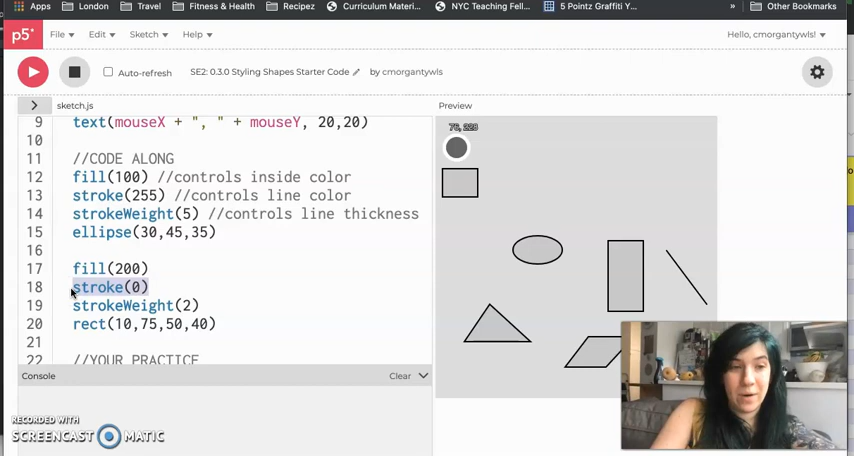 Apps London Travel Fitness & Health Recipez Curriculum Materi... NYC Teaching Fell... 5 Pointz Graffiti Y... » Other Bookmarks
p5* File Edit Sketch Help Hello, cmorgantywls!
Auto-refresh SE2: 0.3.0 Styling Shapes Starter Code by cmorgantywls
> sketch.js Preview
9 text(mouseX + ", " + mouseY, 20,20)
10
11 //CODE ALONG
12 fill(100) //controls inside color
13 stroke(255) //controls line color
14 strokeWeight(5) //controls line thickness
15 ellipse(30,45,35)
16
17 fill(200)
18 stroke(0)
19 strokeWeight(2)
20 rect(10,75,50,40)
21
22 //YOUR PRACTICE
76, 228
Console Clear
RECORDED WITH
SCREENCAST MATIC